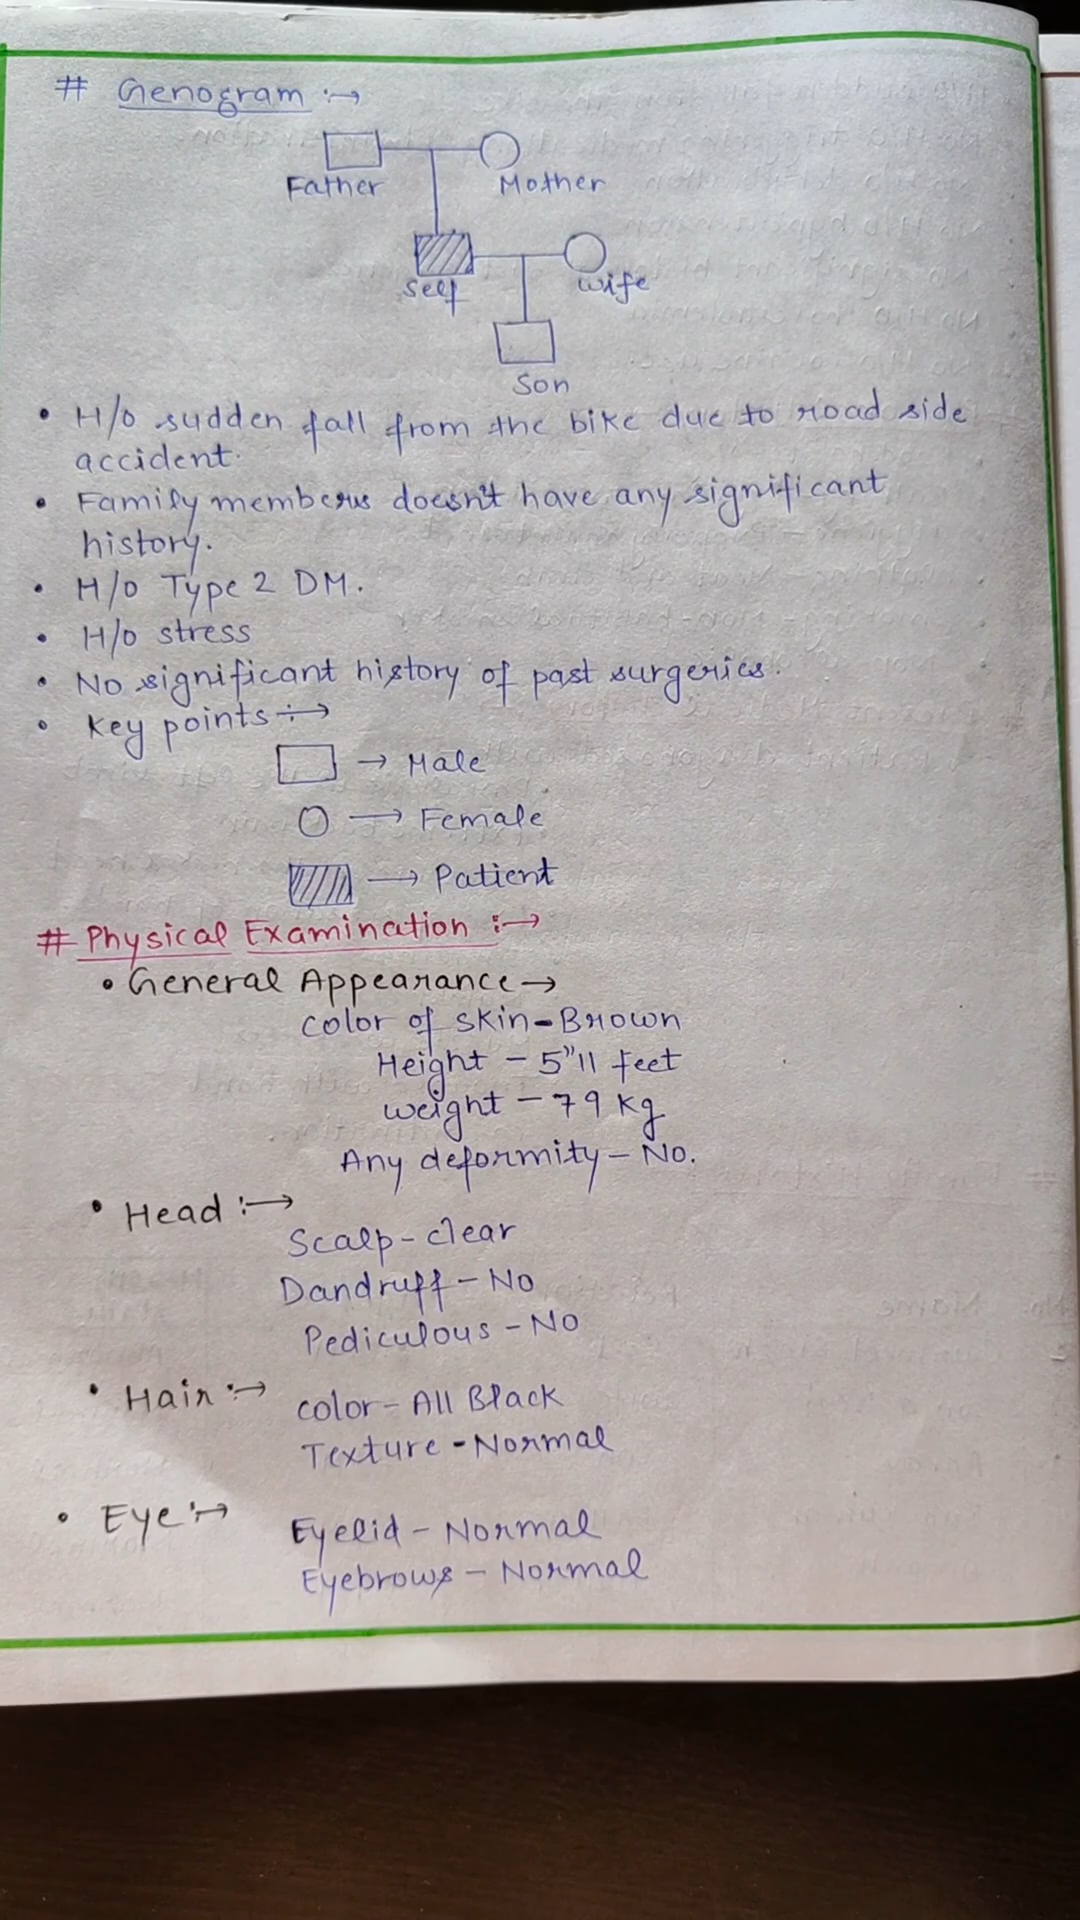 # Genogram :→
Father Mother
Self wife
Son
• H/o sudden fall from the bike due to road side
accident.
• Family members doesn't have any significant
history.
• H/o Type 2 DM.
• H/o stress
• No significant history of past surgeries.
• Key points :→
→ Male
→ Female
→ Patient
# Physical Examination :→
• General Appearance →
color of skin - Brown
Height - 5"11 feet
weight - 79 kg
Any deformity - No.
• Head :→
Scalp - clear
Dandruff - No
Pediculous - No
• Hair :→ color - All Black
Texture - Normal
• Eye :→ Eyelid - Normal
Eyebrows - Normal